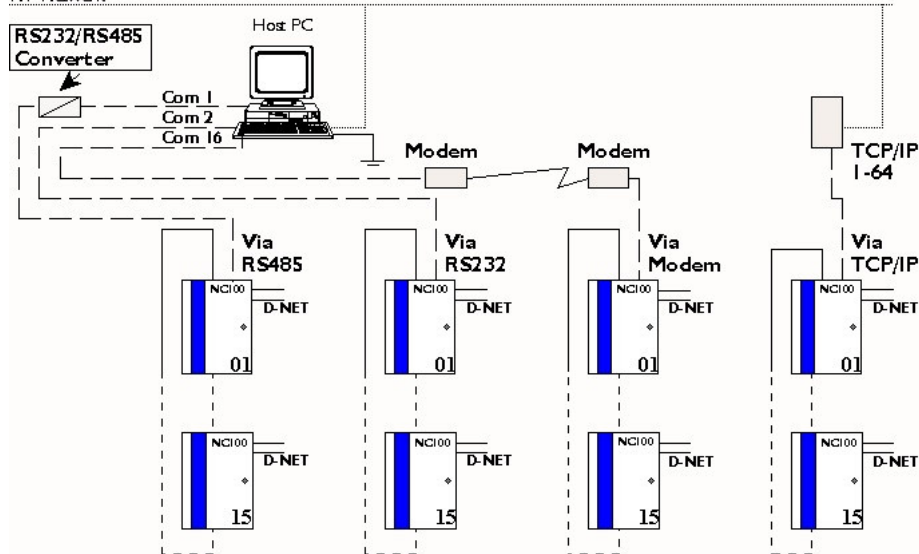 Host PC
RS232/RS485
Converter
Com 1
Com 2
Com 16
Modem
Modem
TCP/IP
1-64
Via
RS485
Via
RS232
Via
Modem
Via
TCP/IP
NC100
D-NET
01
NC100
D-NET
01
NC100
D-NET
01
NC100
D-NET
01
NC100
D-NET
15
NC100
D-NET
15
NC100
D-NET
15
NC100
D-NET
15